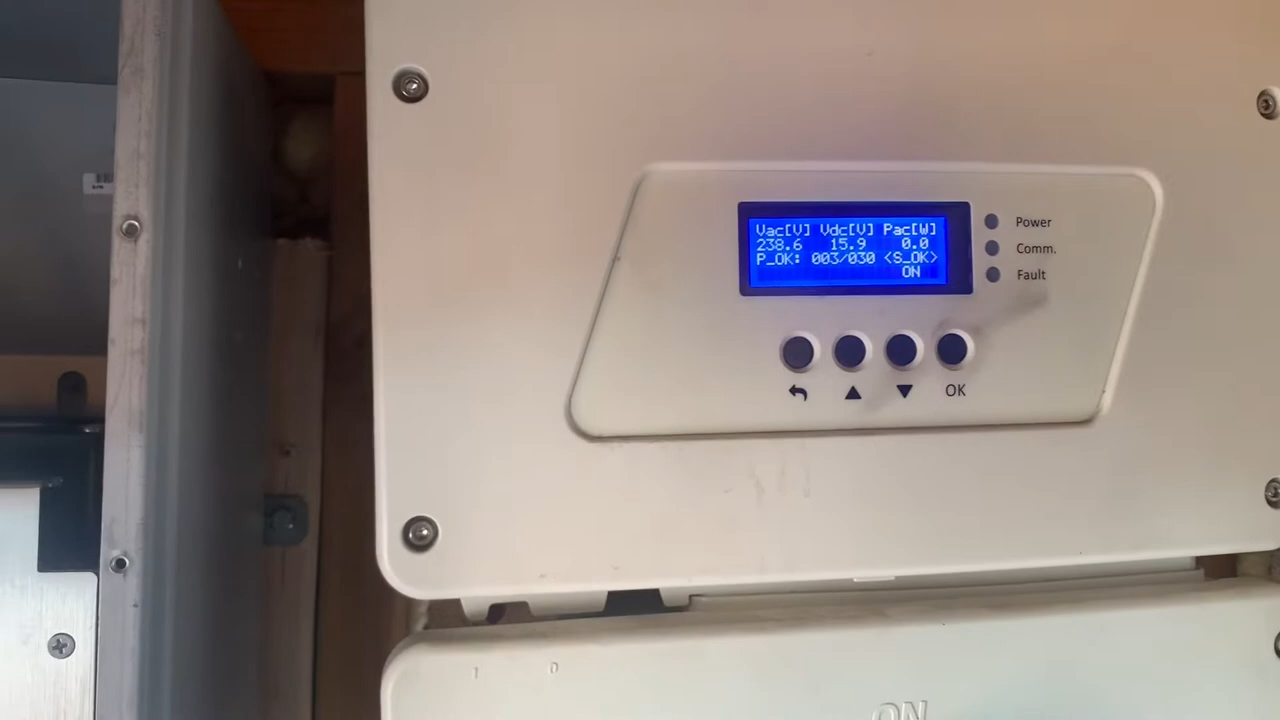 Vac[V] Vdc[V] Pac[W]
238.6 15.9 0.0
P_OK: 003/030 <S_OK>
ON
Power
Comm.
Fault
OK
I 0
ON